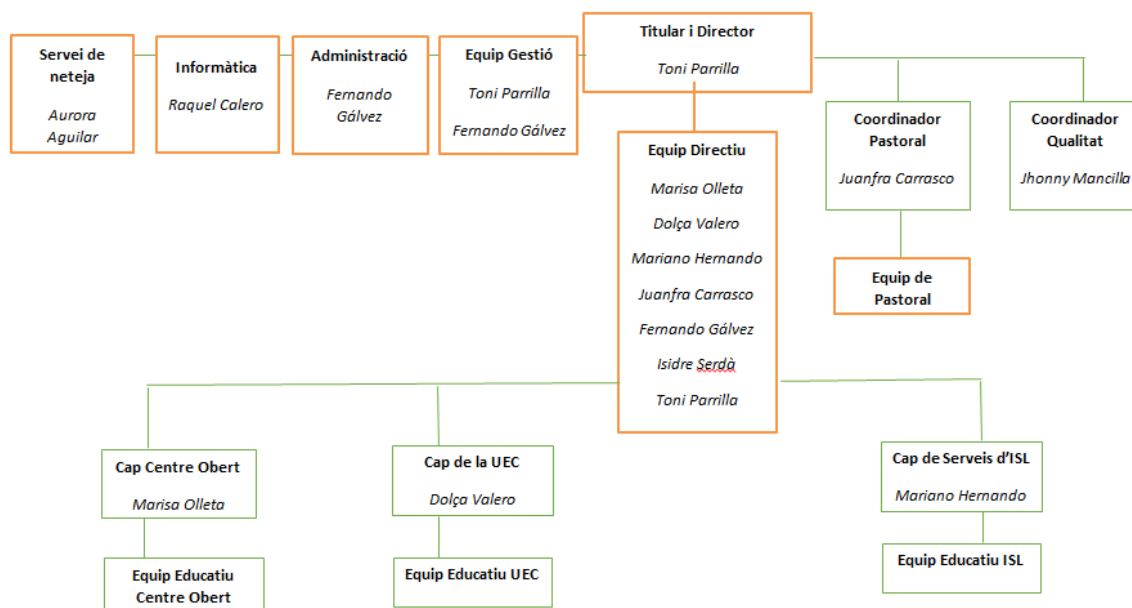 Titular i Director
Toni Parrilla
Servei de
neteja
Aurora
Aguilar
Informàtica
Raquel Calero
Administració
Fernando
Gálvez
Equip Gestió
Toni Parrilla
Fernando Gálvez
Coordinador
Pastoral
Juanfra Carrasco
Coordinador
Qualitat
Jhonny Mancilla
Equip Directiu
Marisa Olleta
Dolça Valero
Mariano Hernando
Juanfra Carrasco
Fernando Gálvez
Isidre Serdà
Toni Parrilla
Equip de
Pastoral
Cap Centre Obert
Marisa Olleta
Cap de la UEC
Dolça Valero
Cap de Serveis d'ISL
Mariano Hernando
Equip Educatiu
Centre Obert
Equip Educatiu UEC
Equip Educatiu ISL